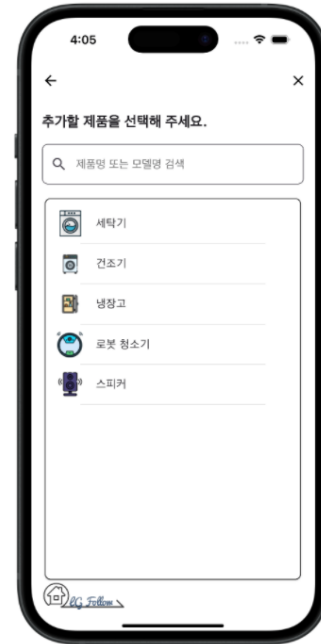 4:05
추가할 제품을 선택해 주세요.
제품명 또는 모델명 검색
세탁기
건조기
냉장고
로봇 청소기
스피커
LG Follow